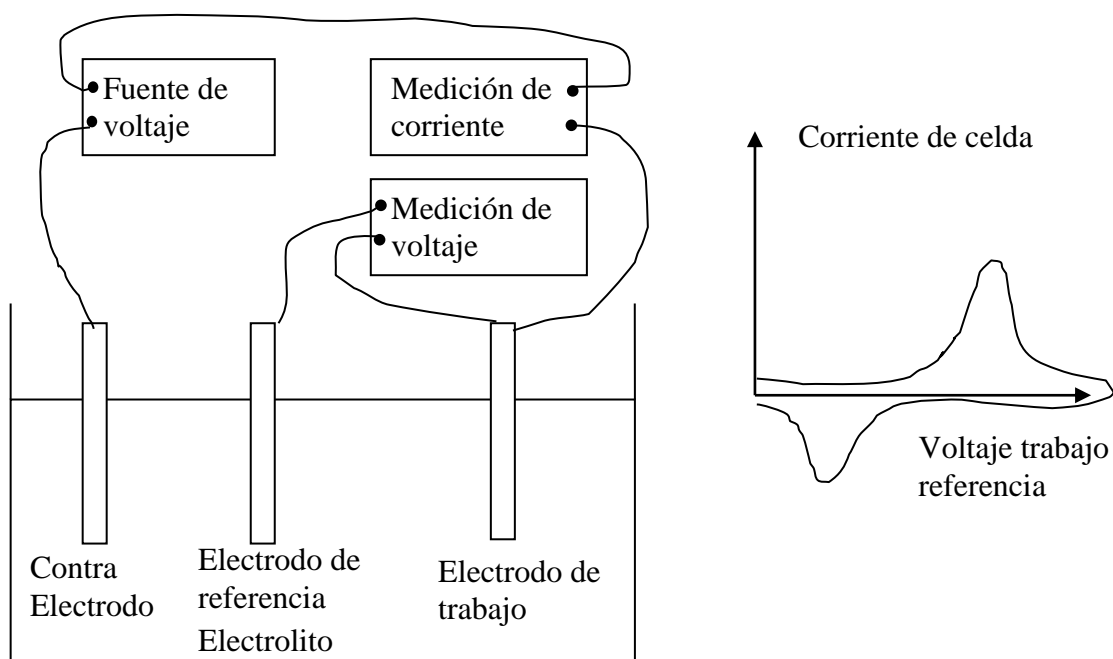 Fuente de
voltaje
Medición de
corriente
Medición de
voltaje
Contra
Electrodo
Electrodo de
referencia
Electrolito
Electrodo de
trabajo
Corriente de celda
Voltaje trabajo
referencia